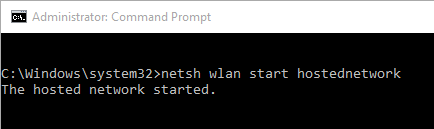 Administrator: Command Prompt
C:\Windows\system32>netsh wlan start hostednetwork
The hosted network started.